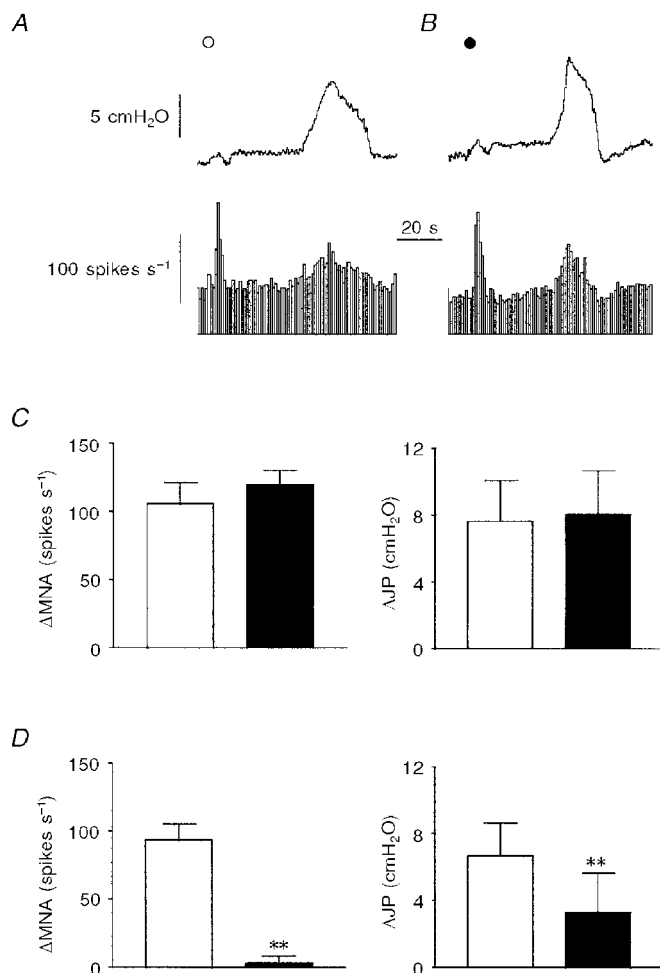 A
B
5 cmH₂O
20 s
100 spikes s⁻¹
C
150
100
50
0
ΔMNA (spikes s⁻¹)
12
8
4
0
ΔJP (cmH₂O)
D
150
100
50
0
ΔMNA (spikes s⁻¹)
**
12
8
4
0
ΔJP (cmH₂O)
**